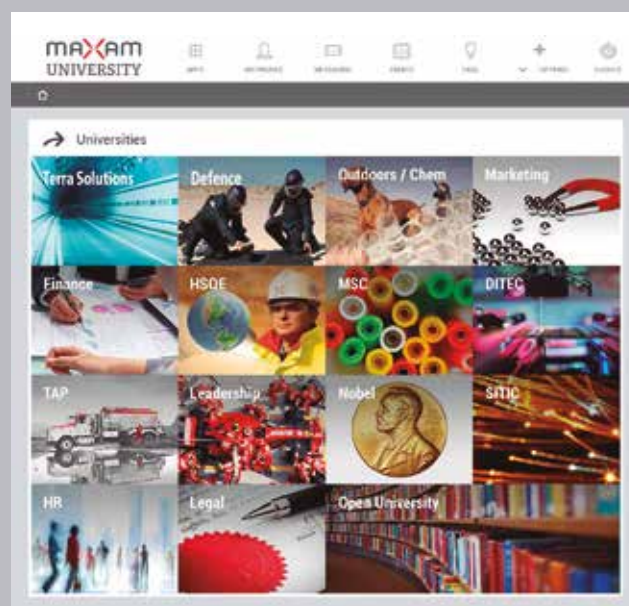 MAXAM
UNIVERSITY
Universities
Terra Solutions
Defence
Outdoors / Chem
Marketing
Finance
HSQE
MSC
DITEC
TAP
Leadership
Nobel
SITIC
HR
Legal
Open University